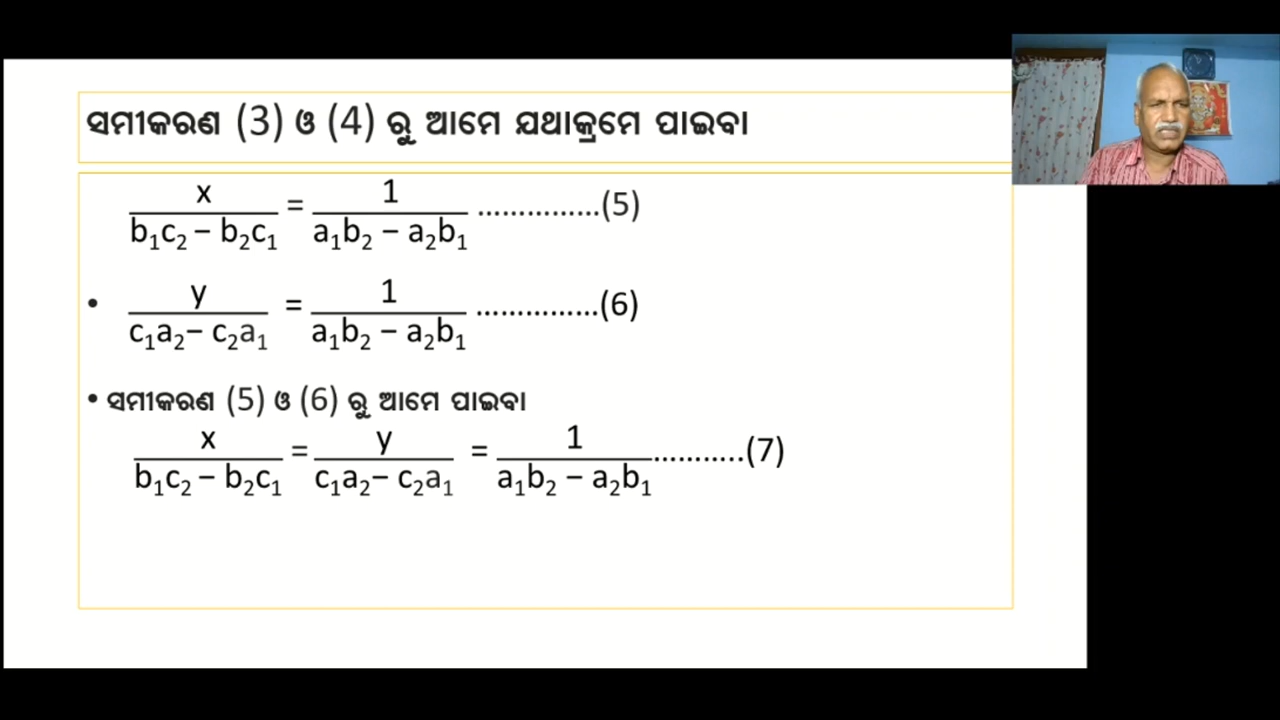 ସମୀକରଣ (3) ଓ (4) ରୁ ଆମେ ଯଥାକ୍ରମେ ପାଇବା
x/(b₁c₂ − b₂c₁) = 1/(a₁b₂ − a₂b₁) ...............(5)
• y/(c₁a₂− c₂a₁) = 1/(a₁b₂ − a₂b₁) ...............(6)
• ସମୀକରଣ (5) ଓ (6) ରୁ ଆମେ ପାଇବା
x/(b₁c₂ − b₂c₁) = y/(c₁a₂− c₂a₁) = 1/(a₁b₂ − a₂b₁) ...........(7)